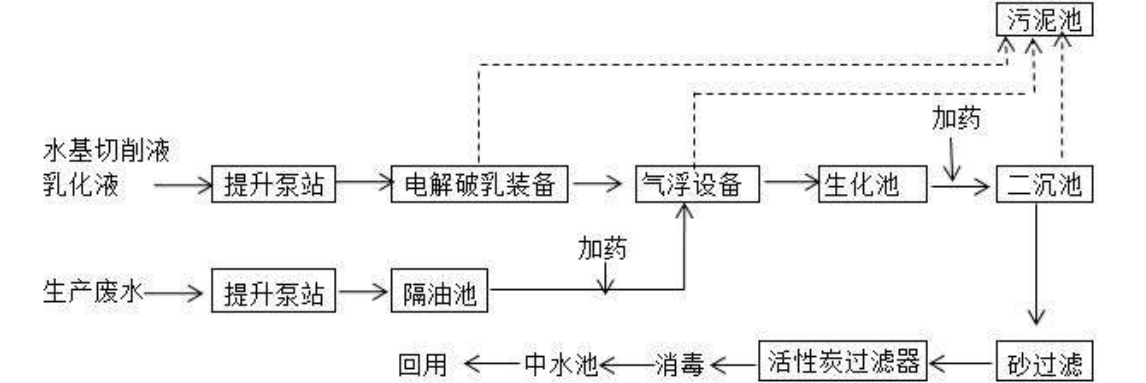 污泥池
加药
水基切削液
乳化液
提升泵站
电解破乳装备
气浮设备
生化池
二沉池
加药
生产废水
提升泵站
隔油池
回用
中水池
消毒
活性炭过滤器
砂过滤